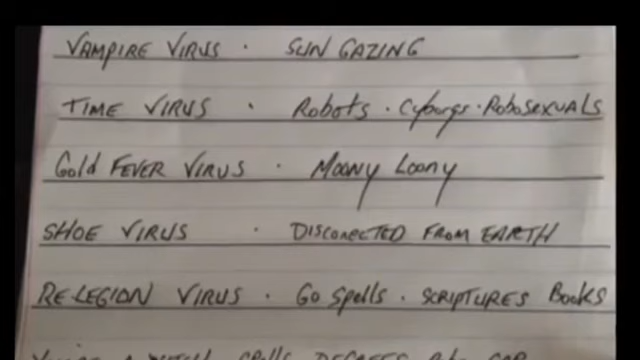 VAMPIRE VIRUS · SUN GAZING
TIME VIRUS · Robots · Cyborgs · RoboSEXUALS
Gold FEVER VIRUS · MOONY LOONY
SHOE VIRUS · DISCONECTED FROM EARTH
RE-LEGION VIRUS · Go Spells · SCRIPTURES Books